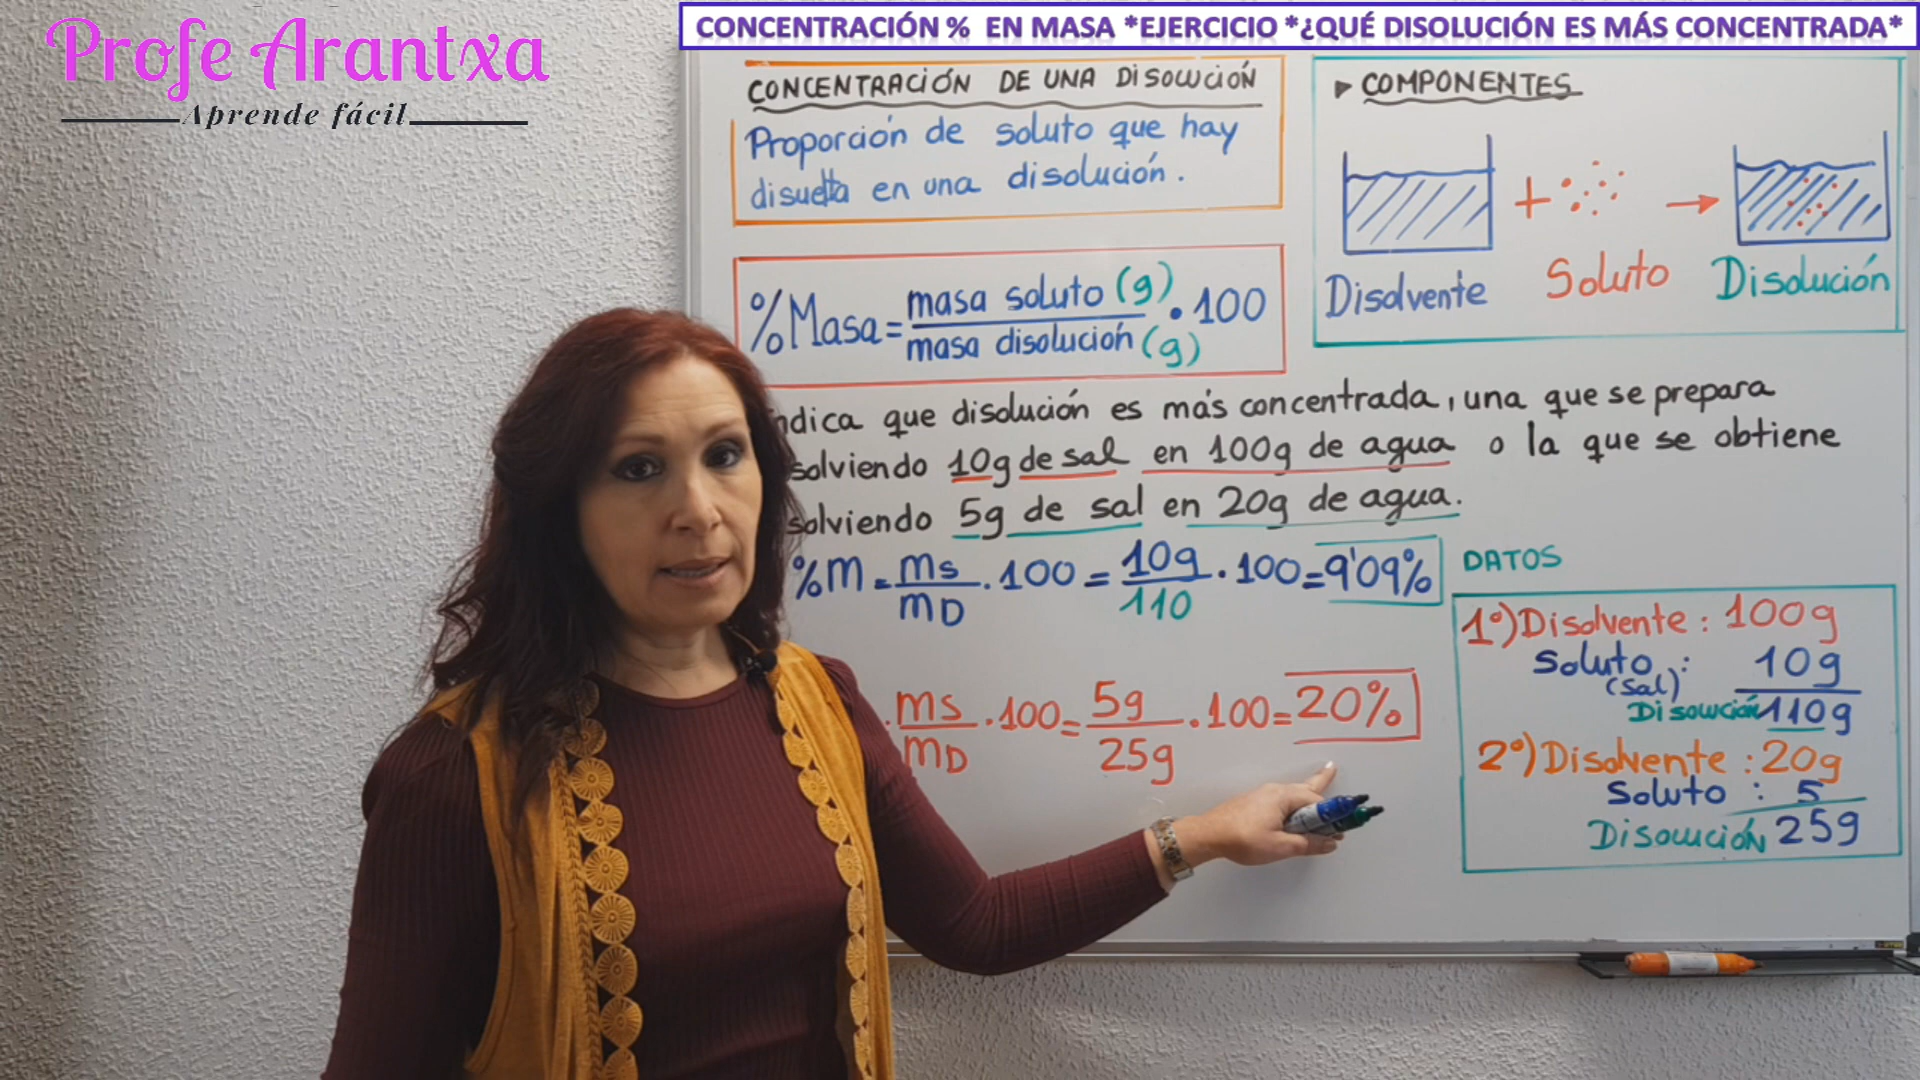 Profe Arantxa
Aprende fácil
CONCENTRACIÓN % EN MASA *EJERCICIO *¿QUÉ DISOLUCIÓN ES MÁS CONCENTRADA*
CONCENTRACIÓN DE UNA DISOLUCIÓN
Proporción de soluto que hay
disuelta en una disolución.
%Masa = masa soluto (g) / masa disolución (g) · 100
► COMPONENTES
+ →
Disolvente Soluto Disolución
ndica que disolución es más concentrada, una que se prepara
solviendo 10g de sal en 100g de agua o la que se obtiene
solviendo 5g de sal en 20g de agua.
%m = ms / mD · 100 = 10g / 110 · 100 = 9'09%
ms / mD · 100 = 5g / 25g · 100 = 20%
DATOS
1º) Disolvente : 100g
Soluto : 10g
(sal)
Disolución 110g
2º) Disolvente : 20g
Soluto : 5
Disolución 25g